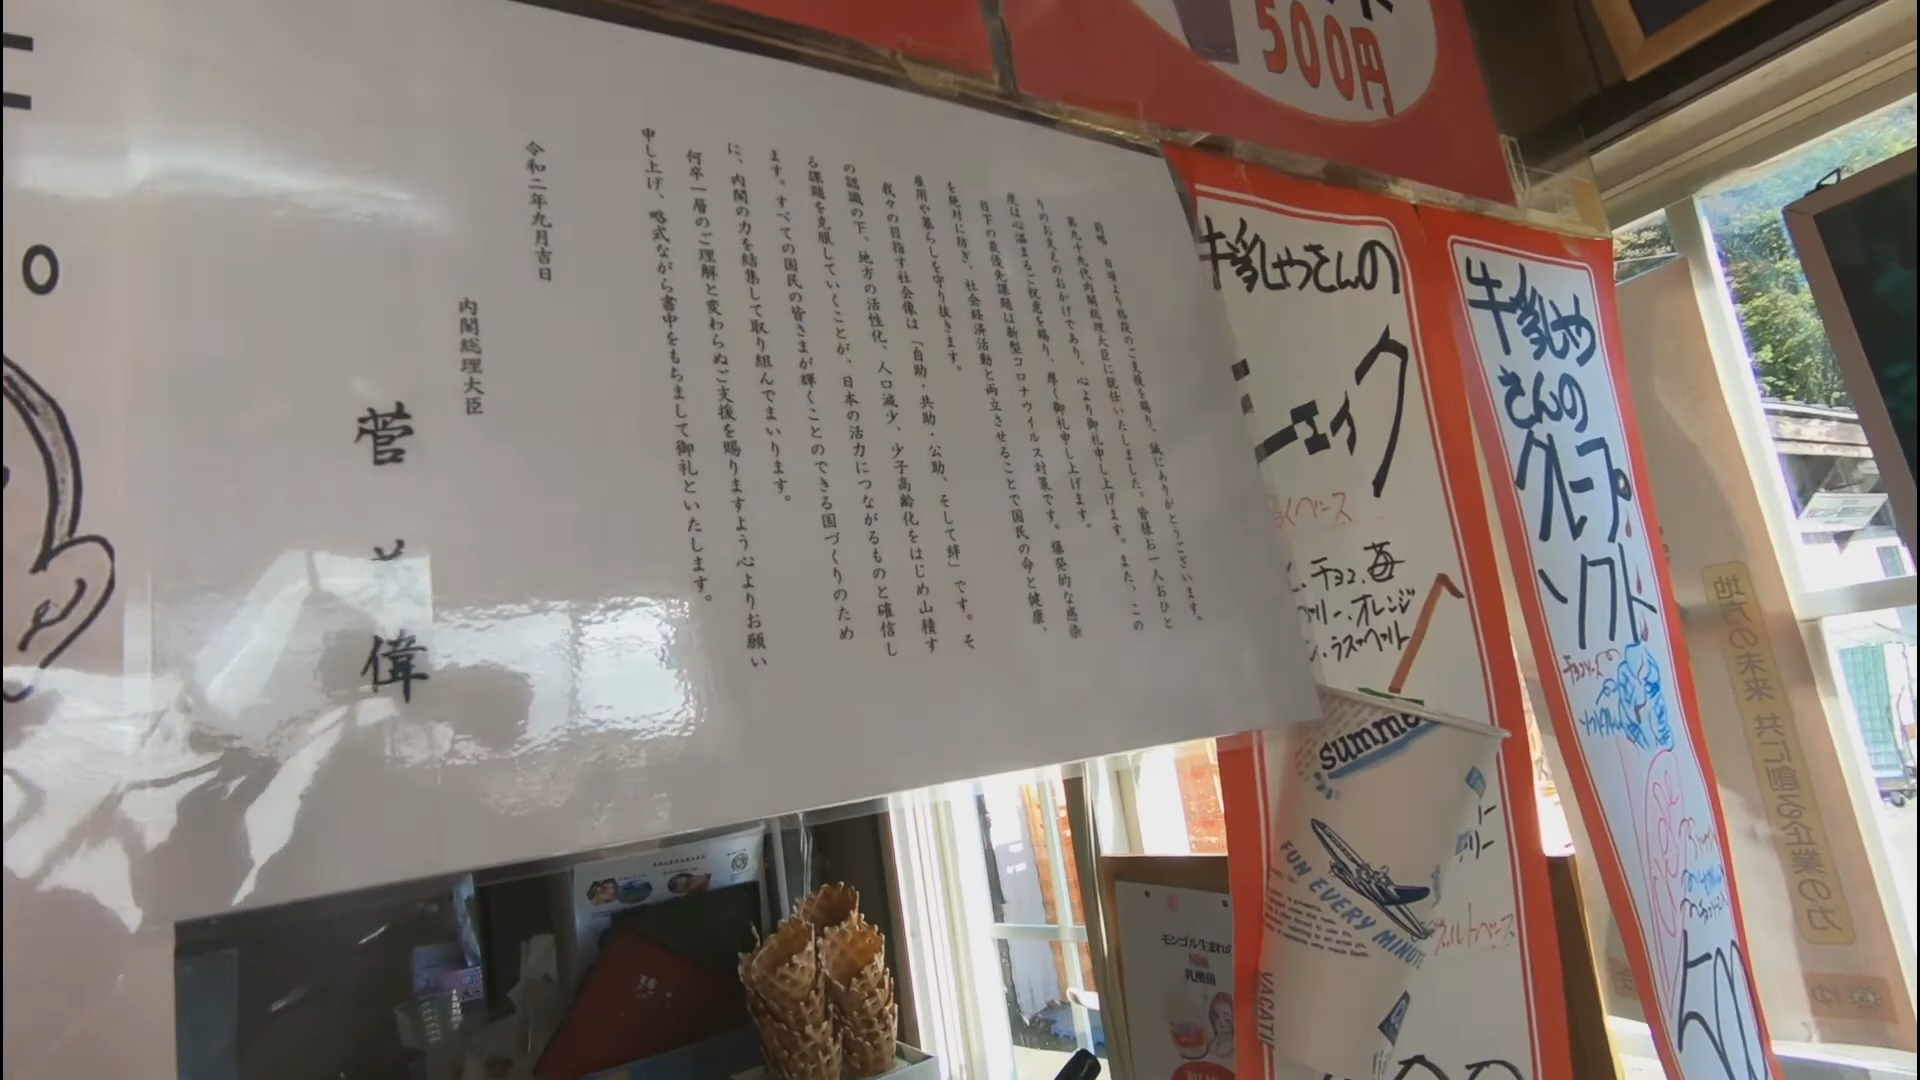 前略 日頃より格段のご支援を賜り、誠にありがとうございます。
第九十九代内閣総理大臣に就任いたしました。皆様お一人おひと
りのお支えのおかげであり、心より御礼申し上げます。また、この
度は心温まるご祝意を賜り、厚く御礼申し上げます。
目下の最優先課題は新型コロナウイルス対策です。爆発的な感染
を絶対に防ぎ、社会経済活動と両立させることで国民の命と健康、
雇用や暮らしを守り抜きます。
我々の目指す社会像は「自助・共助・公助、そして絆」です。そ
の認識の下、地方の活性化、人口減少、少子高齢化をはじめ山積す
る課題を克服していくことが、日本の活力につながるものと確信し
ます。すべての国民の皆さまが輝くことのできる国づくりのため
に、内閣の力を結集して取り組んでまいります。
何卒一層のご理解と変わらぬご支援を賜りますよう心よりお願い
申し上げ、略式ながら書中をもちまして御礼といたします。
令和二年九月吉日
内閣総理大臣
菅 義 偉
500円
牛乳やさんの
ェイク
チョコ、苺
オレンジ
牛乳や
さんの
クレープ
ソフト
地方の未来 共に創る企業の力
summe
FUN EVERY MINUTE
VACATI
モンゴル生まれの
乳酸菌